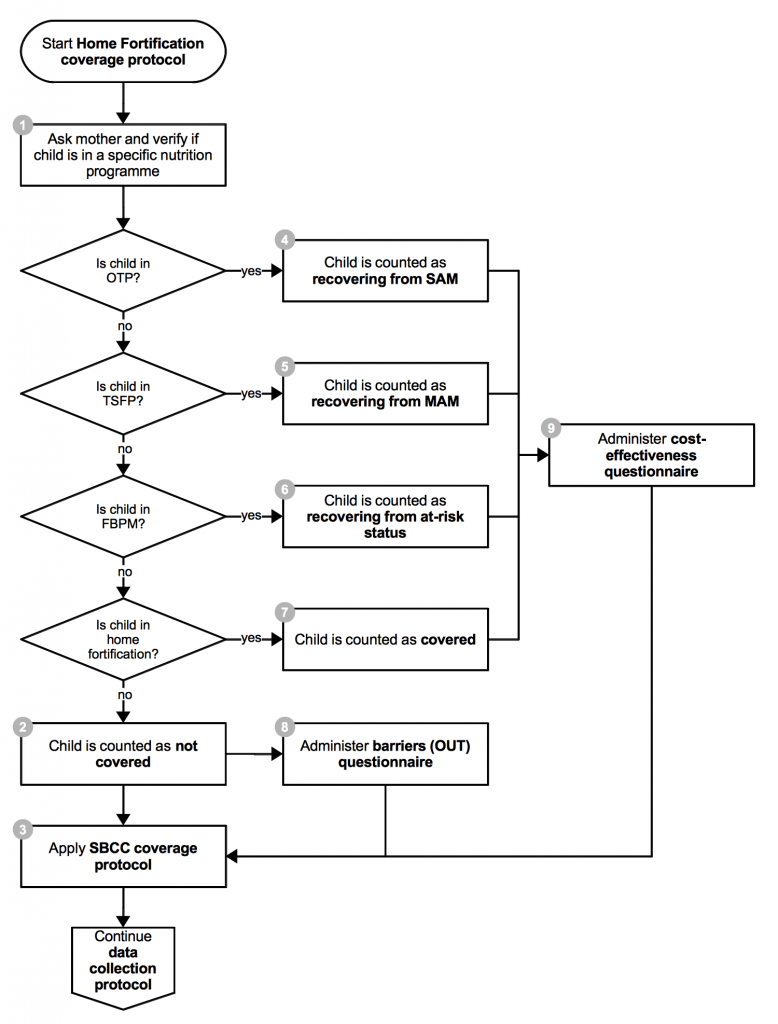 Start Home Fortification
coverage protocol
1
Ask mother and verify if
child is in a specific nutrition
programme
Is child in
OTP?
yes
4
Child is counted as
recovering from SAM
no
Is child in
TSFP?
yes
5
Child is counted as
recovering from MAM
9
Administer cost-
effectiveness
questionnaire
no
Is child in
FBPM?
yes
6
Child is counted as
recovering from at-risk
status
no
Is child in
home
fortification?
yes
7
Child is counted as covered
no
2
Child is counted as not
covered
8
Administer barriers (OUT)
questionnaire
3
Apply SBCC coverage
protocol
Continue
data
collection
protocol